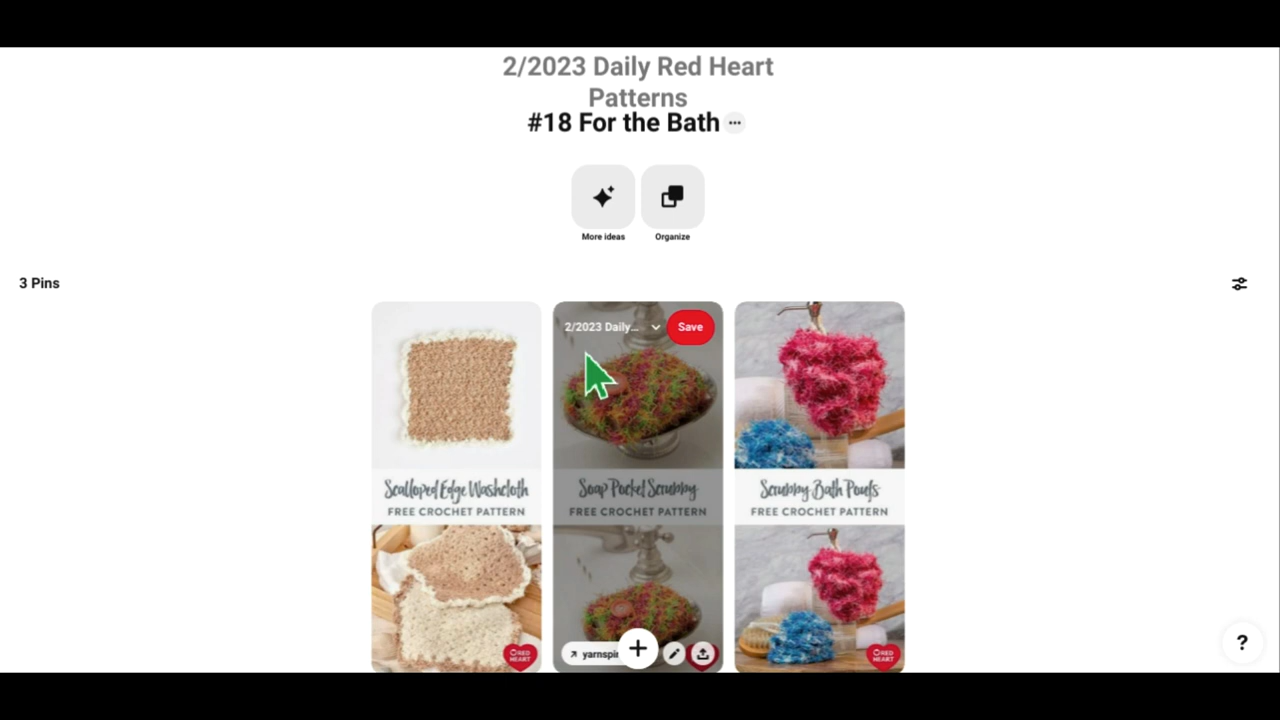 2/2023 Daily Red Heart
Patterns
#18 For the Bath
More ideas
Organize
3 Pins
2/2023 Daily...
Save
Scalloped Edge Washcloth
FREE CROCHET PATTERN
Soap Pocket Scrubby
FREE CROCHET PATTERN
Scrubby Bath Poufs
FREE CROCHET PATTERN
RED
HEART
yarnspi
RED
HEART
?